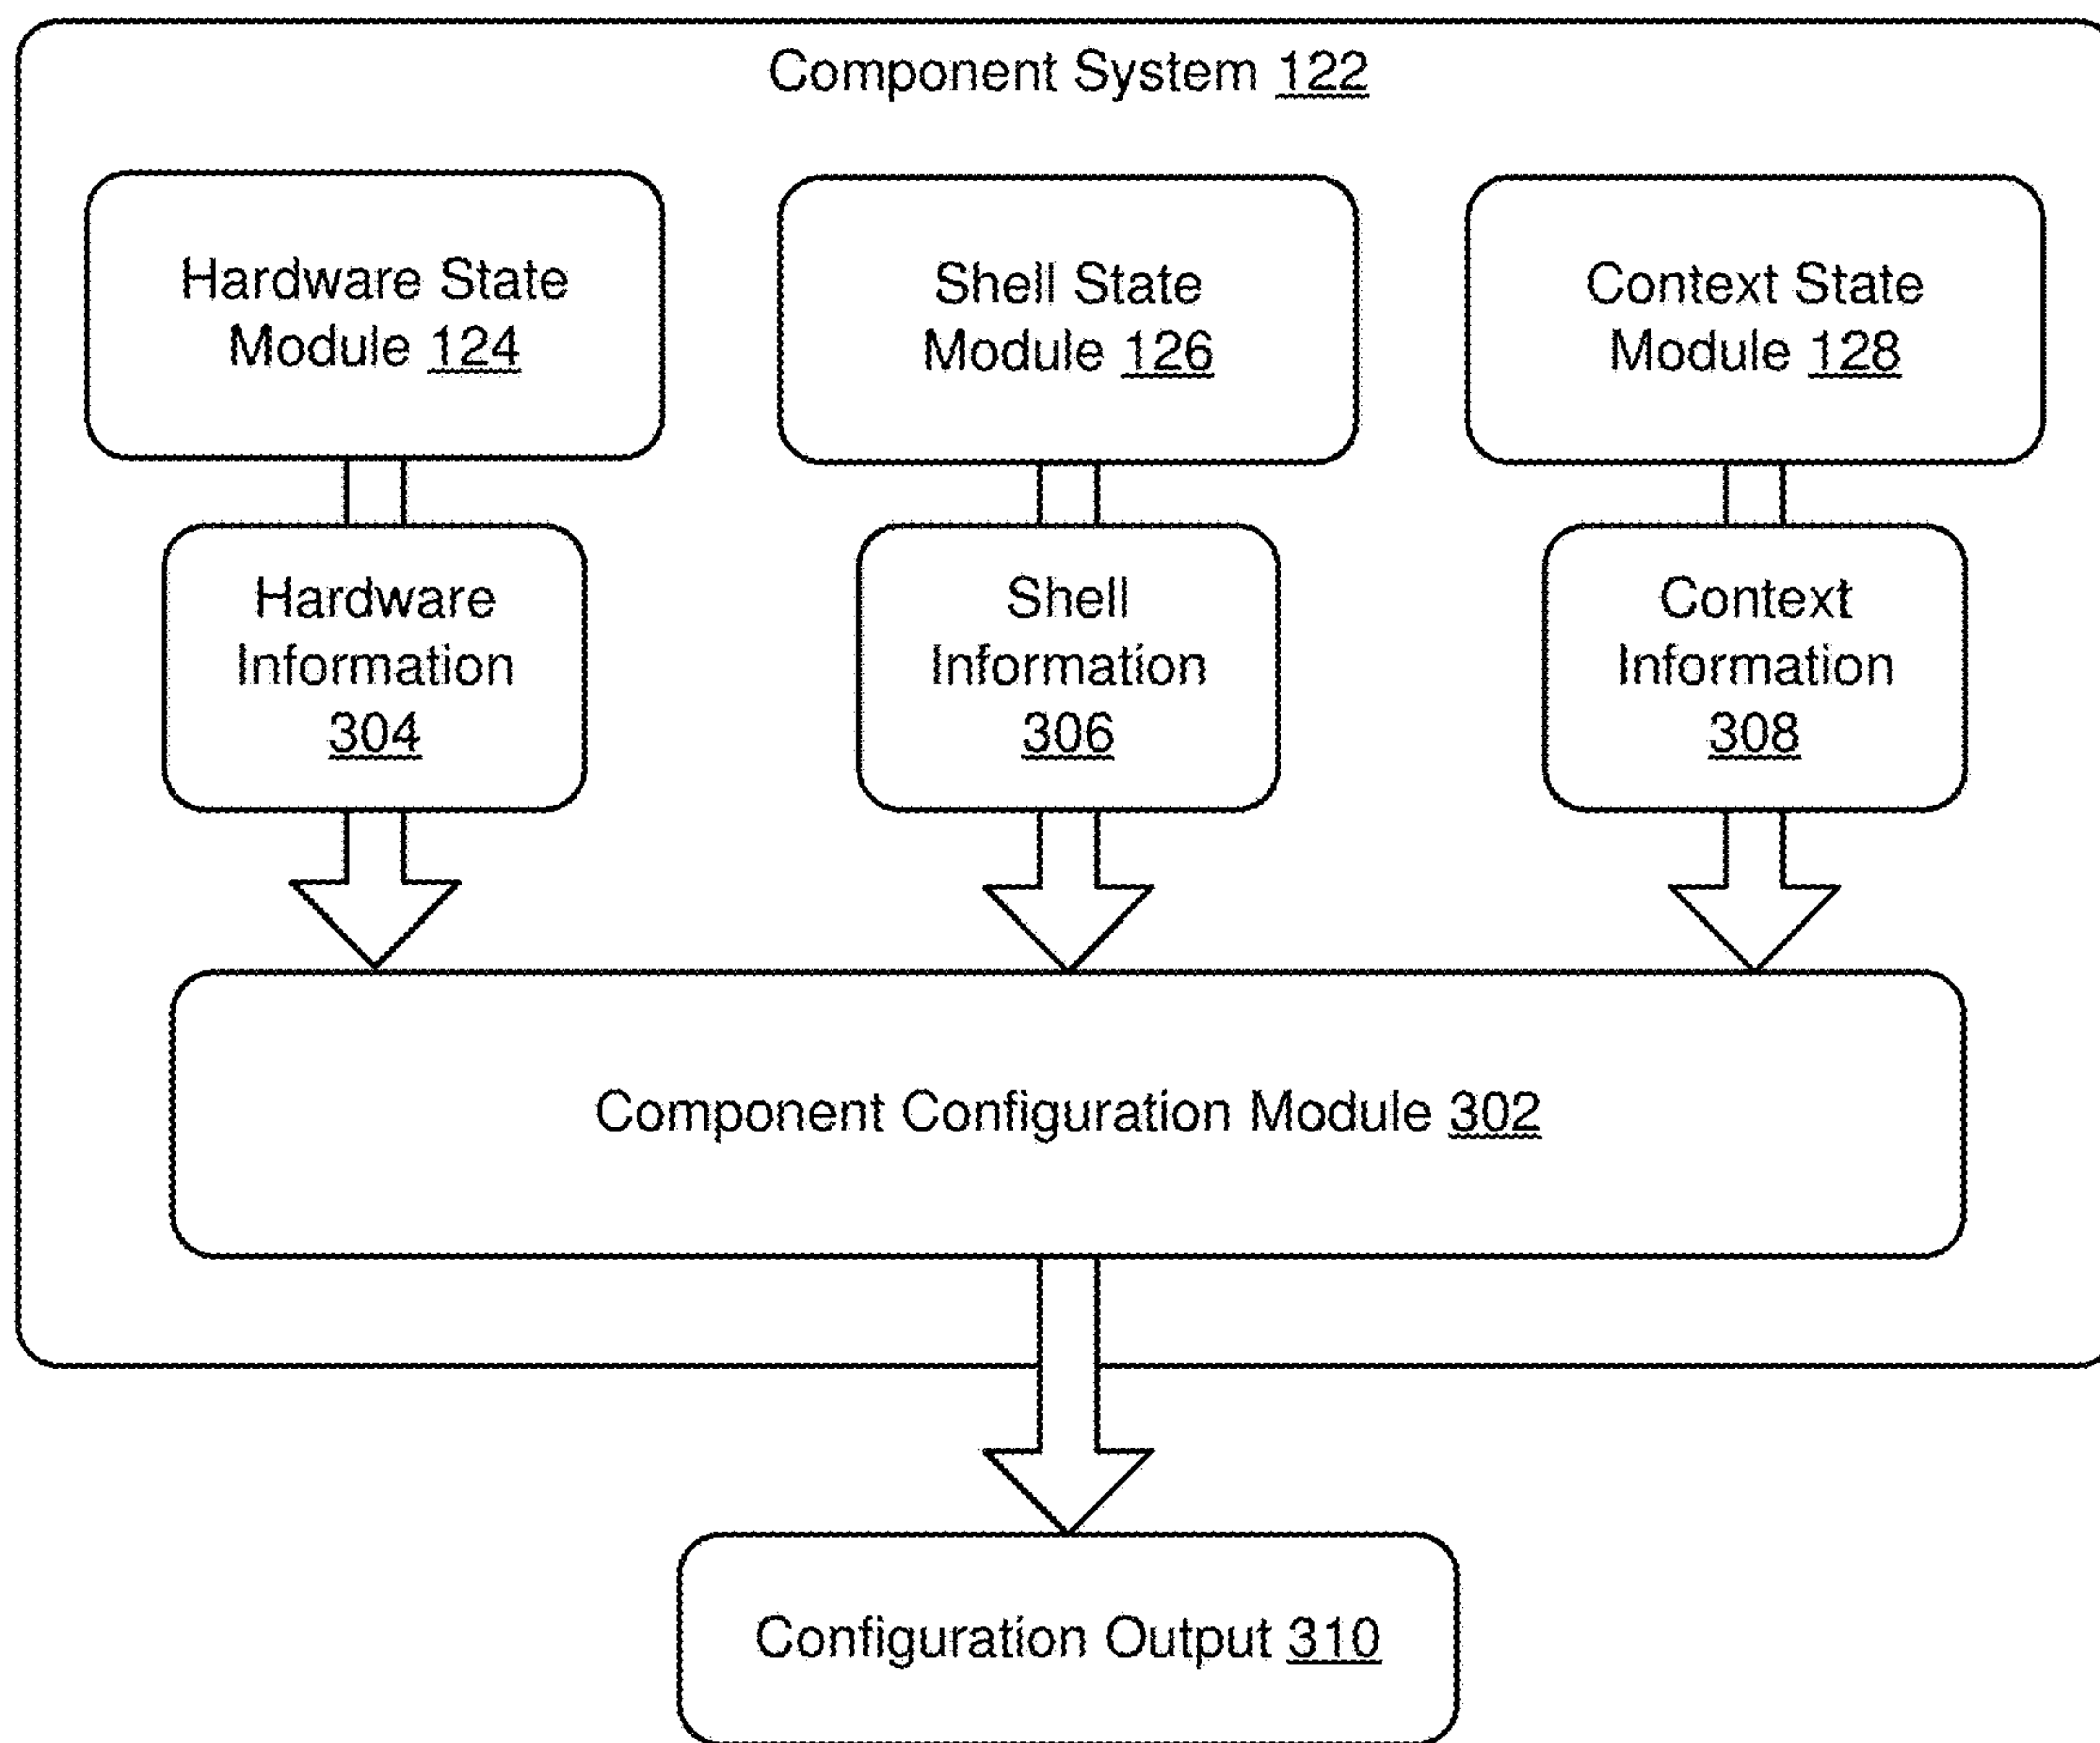 Component System 122
Hardware State
Module 124
Shell State
Module 126
Context State
Module 128
Hardware
Information
304
Shell
Information
306
Context
Information
308
Component Configuration Module 302
Configuration Output 310